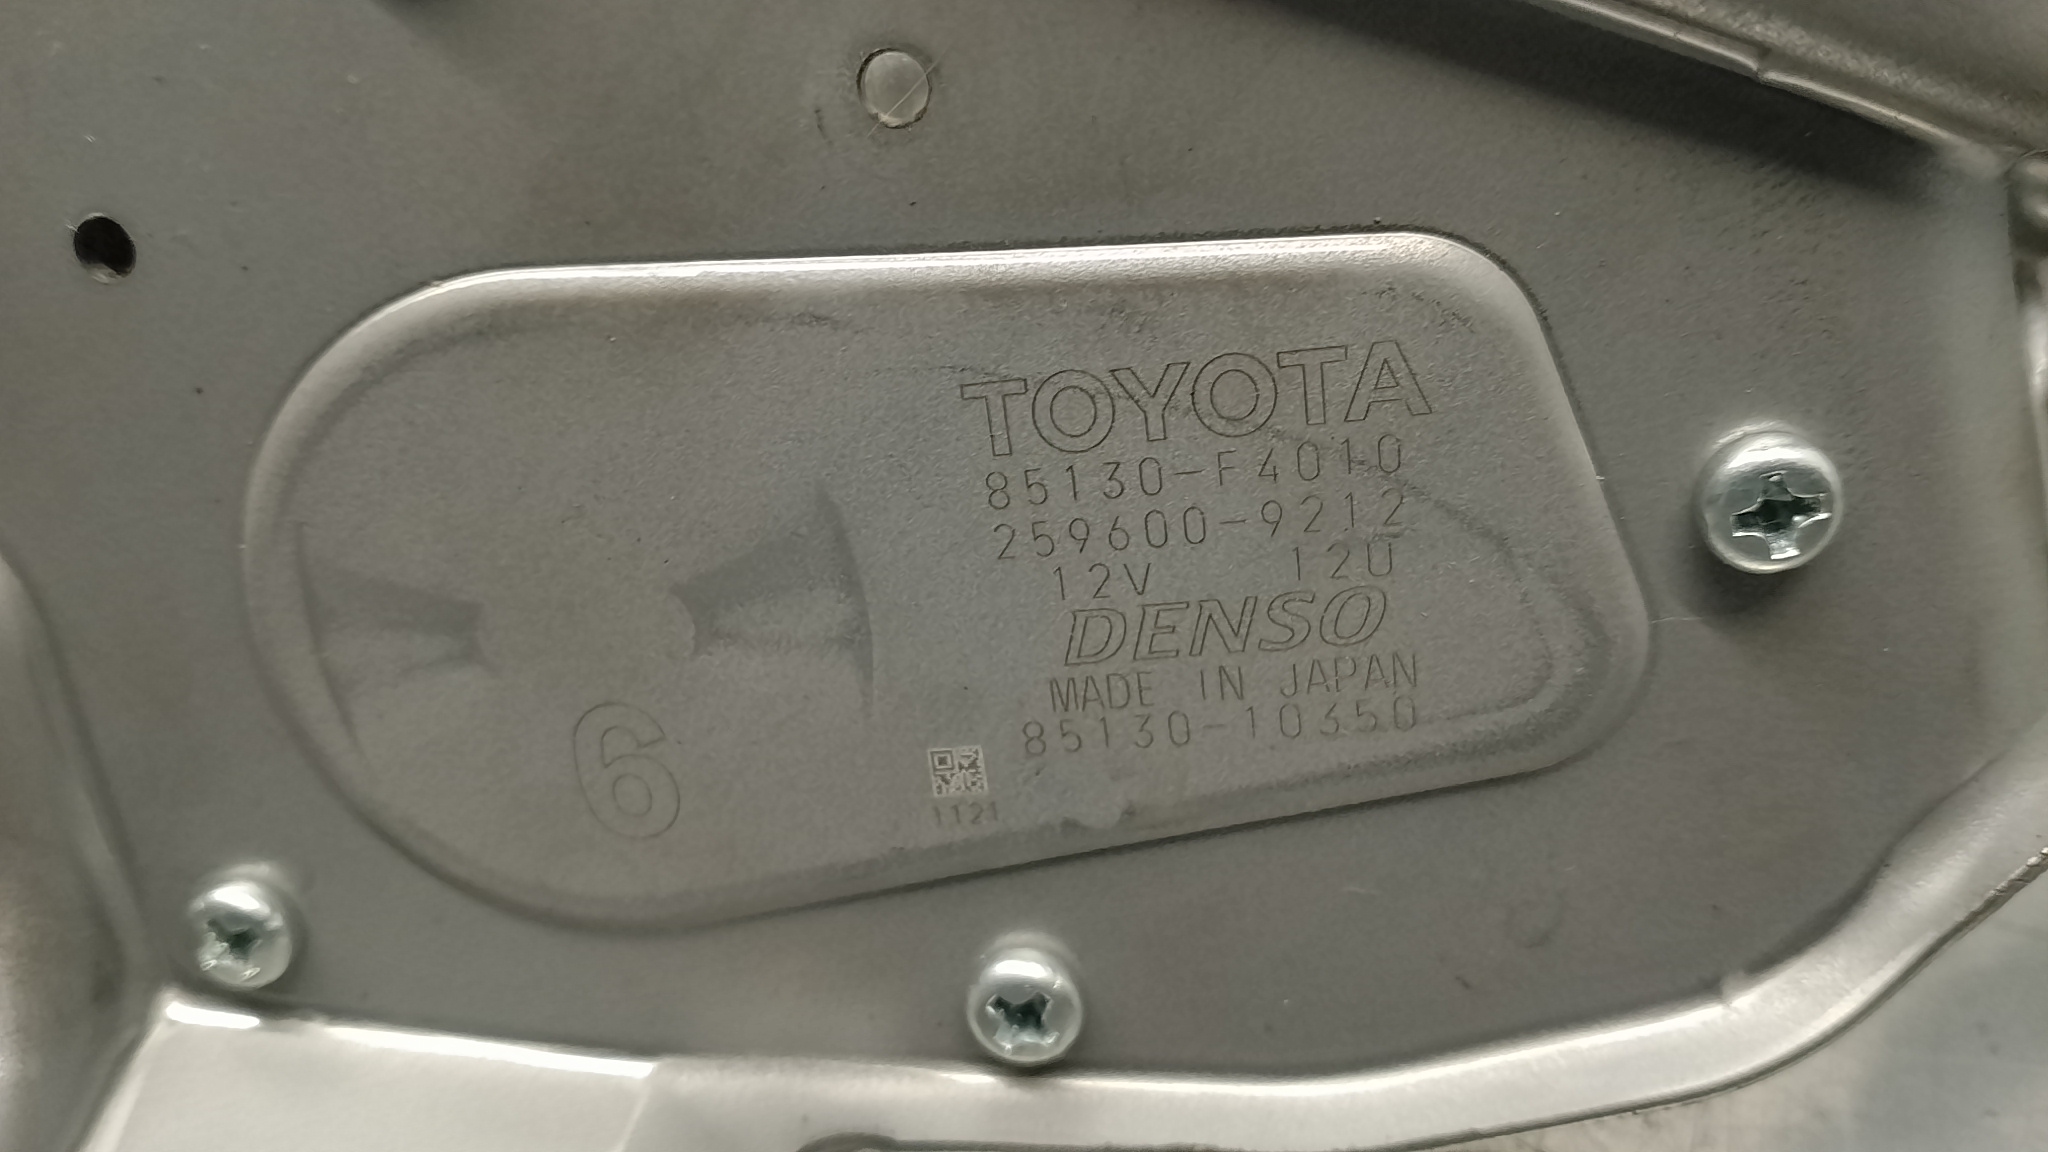 TOYOTA
85130-F4010
259600-9212
12V 12U
DENSO
MADE IN JAPAN
85130-10350
6
1121